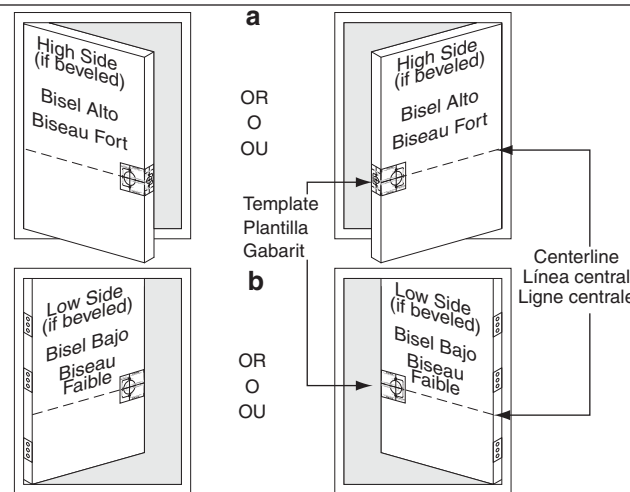 a
High Side
(if beveled)
Bisel Alto
Biseau Fort
OR
O
OU
High Side
(if beveled)
Bisel Alto
Biseau Fort
Template
Plantilla
Gabarit
Centerline
Línea central
Ligne centrale
b
Low Side
(if beveled)
Bisel Bajo
Biseau
Faible
OR
O
OU
Low Side
(if beveled)
Bisel Bajo
Biseau
Faible